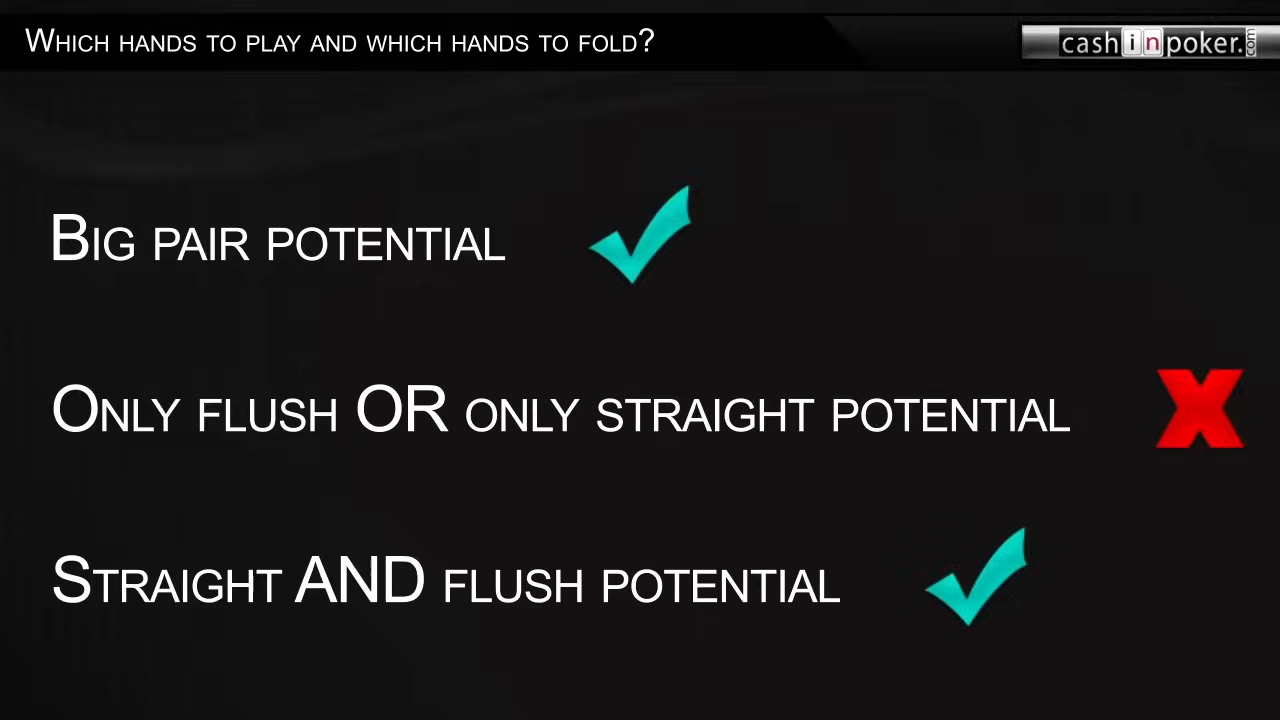 Which hands to play and which hands to fold?
cashinpoker.com
Big pair potential
Only flush OR only straight potential
Straight AND flush potential